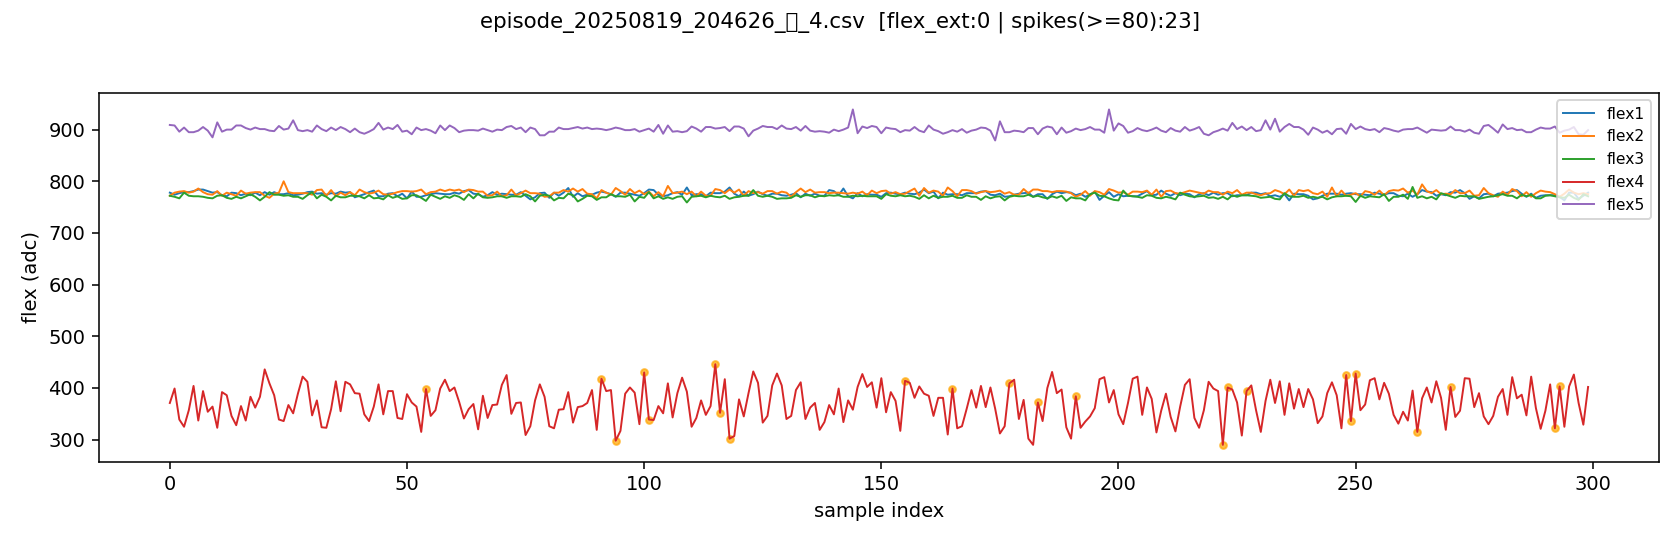 episode_20250819_204626_▯_4.csv [flex_ext:0 | spikes(>=80):23]
flex (adc)
900
800
700
600
500
400
300
0
50
100
150
200
250
300
sample index
flex1
flex2
flex3
flex4
flex5